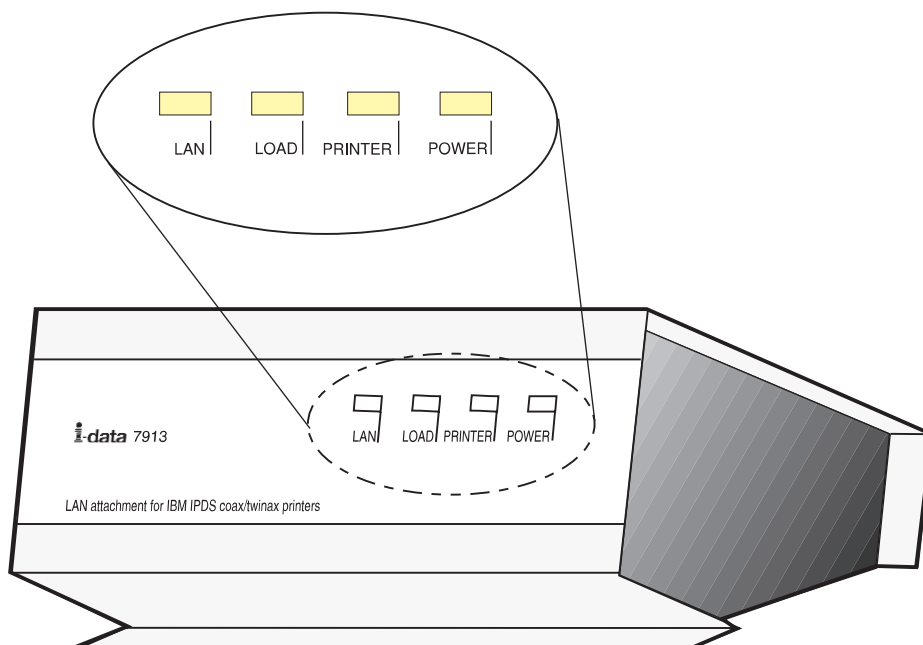 LAN LOAD PRINTER POWER
LAN LOAD PRINTER POWER
i-data 7913
LAN attachment for IBM IPDS coax/twinax printers